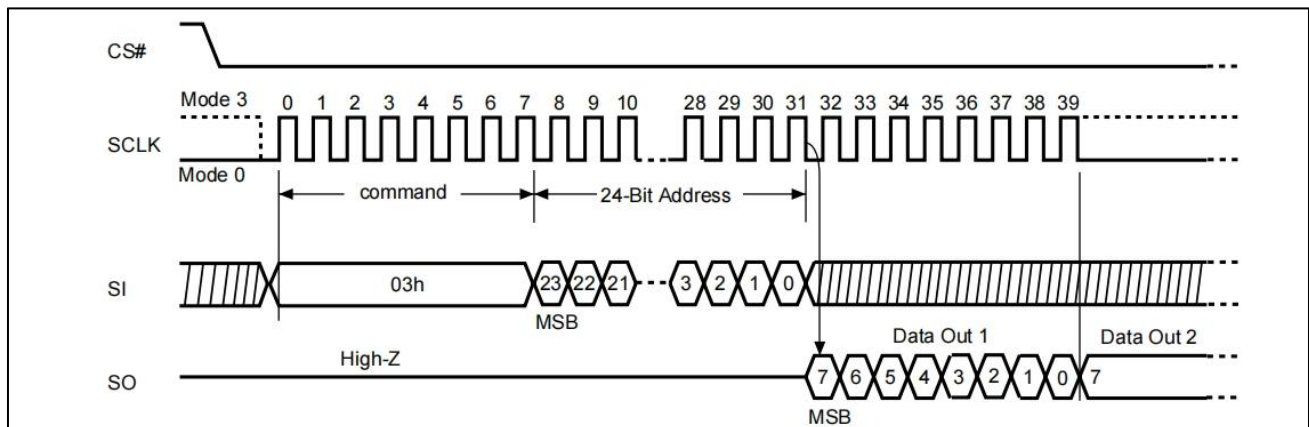 CS#
Mode 3
0 1 2 3 4 5 6 7 8 9 10 28 29 30 31 32 33 34 35 36 37 38 39
SCLK
Mode 0
command 24-Bit Address
SI 03h 23 22 21 3 2 1 0
MSB
Data Out 1 Data Out 2
High-Z
SO 7 6 5 4 3 2 1 0 7
MSB